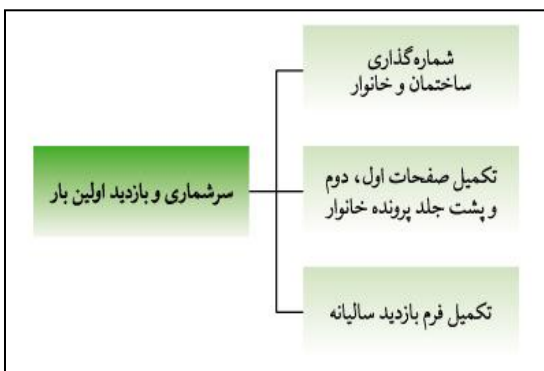 شماره‌گذاری
ساختمان و خانوار
سرشماری و بازدید اولین بار
تکمیل صفحات اول، دوم
و پشت جلد پرونده خانوار
تکمیل فرم بازدید سالیانه